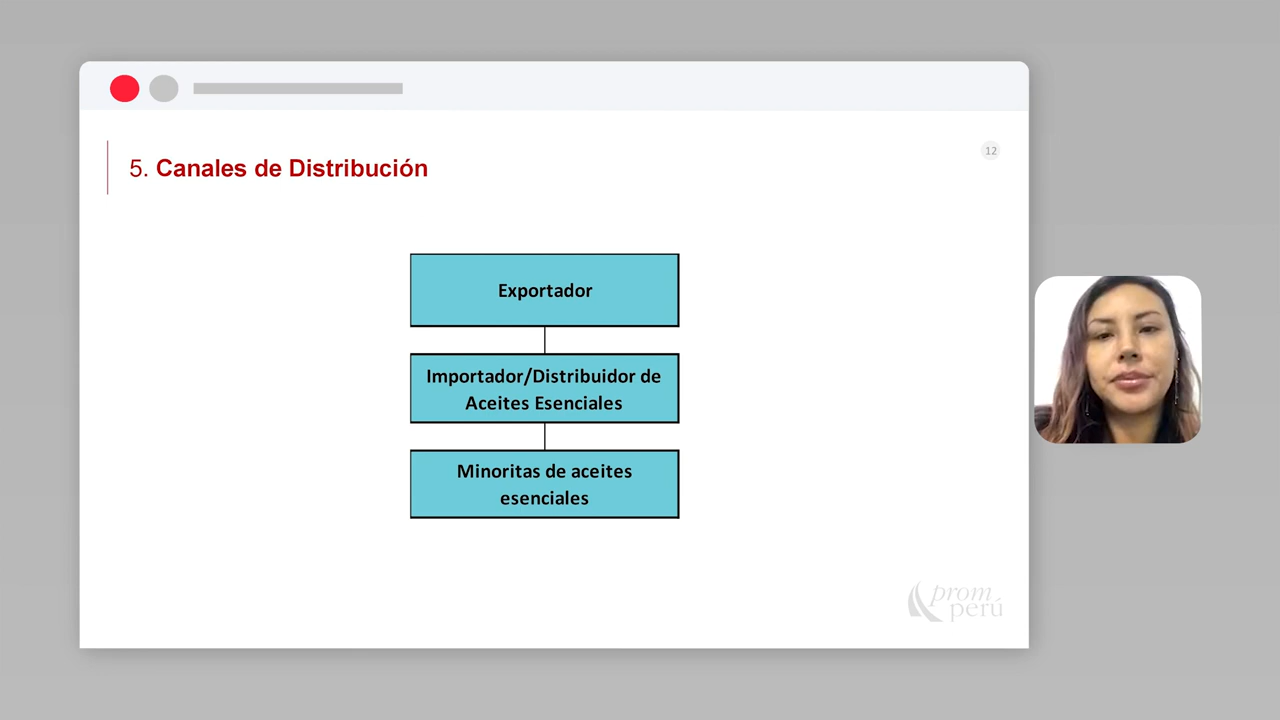 5. Canales de Distribución
12
Exportador
Importador/Distribuidor de
Aceites Esenciales
Minoritas de aceites
esenciales
prom
perú